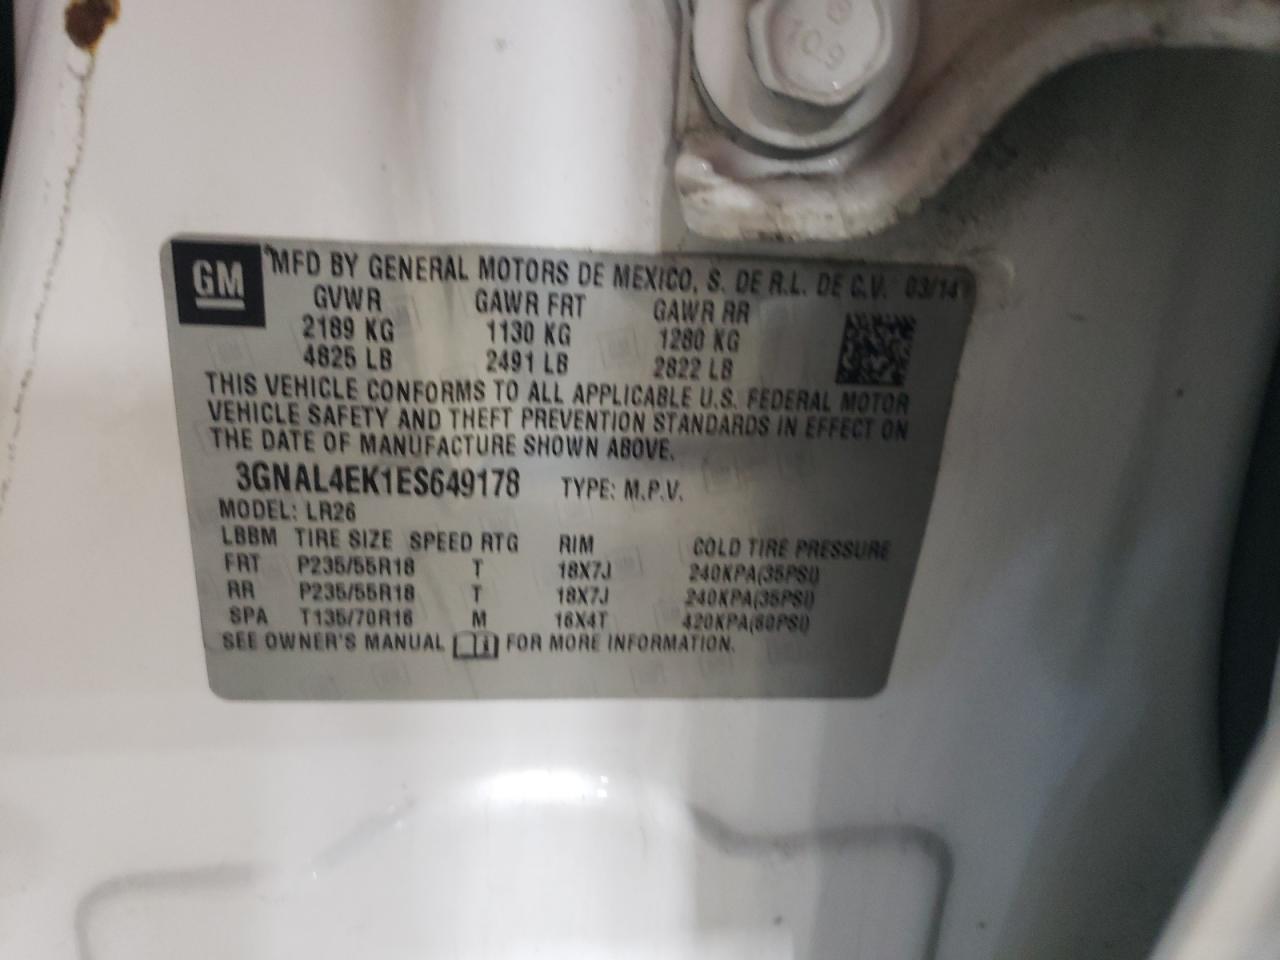 8
10.9
GM
MFD BY GENERAL MOTORS DE MEXICO, S. DE R.L. DE C.V. 03/14
GVWR GAWR FRT GAWR RR
2189 KG 1130 KG 1280 KG
4825 LB 2491 LB 2822 LB
THIS VEHICLE CONFORMS TO ALL APPLICABLE U.S. FEDERAL MOTOR
VEHICLE SAFETY AND THEFT PREVENTION STANDARDS IN EFFECT ON
THE DATE OF MANUFACTURE SHOWN ABOVE.
3GNAL4EK1ES649178 TYPE: M.P.V.
MODEL: LR26
LBBM TIRE SIZE SPEED RTG RIM COLD TIRE PRESSURE
FRT P235/55R18 T 18X7J 240KPA(35PSI)
RR P235/55R18 T 18X7J 240KPA(35PSI)
SPA T135/70R16 M 16X4T 420KPA(60PSI)
SEE OWNER'S MANUAL FOR MORE INFORMATION.